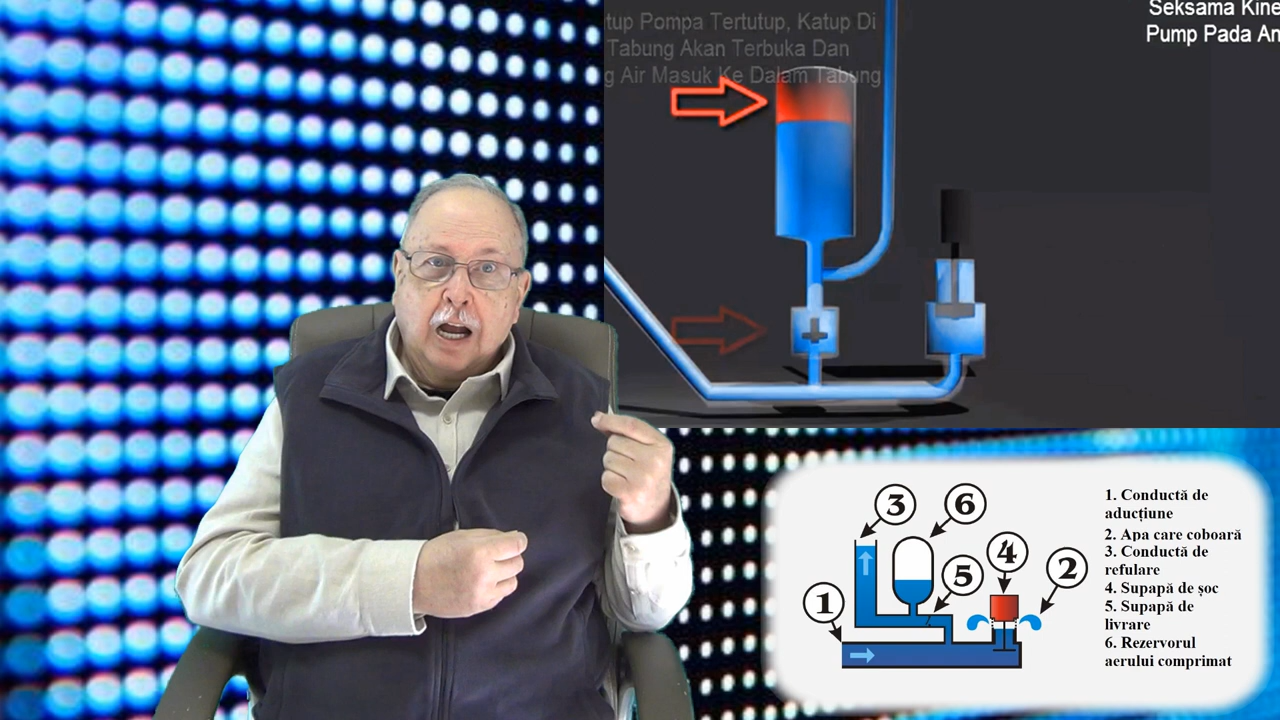 tup Pompa Tertutup, Katup Di
Tabung Akan Terbuka Dan
g Air Masuk Ke Dalam Tabung
Seksama Kine
Pump Pada An
3
6
4
2
5
1
1. Conductă de
aducțiune
2. Apa care coboară
3. Conductă de
refulare
4. Supapă de șoc
5. Supapă de
livrare
6. Rezervorul
aerului comprimat